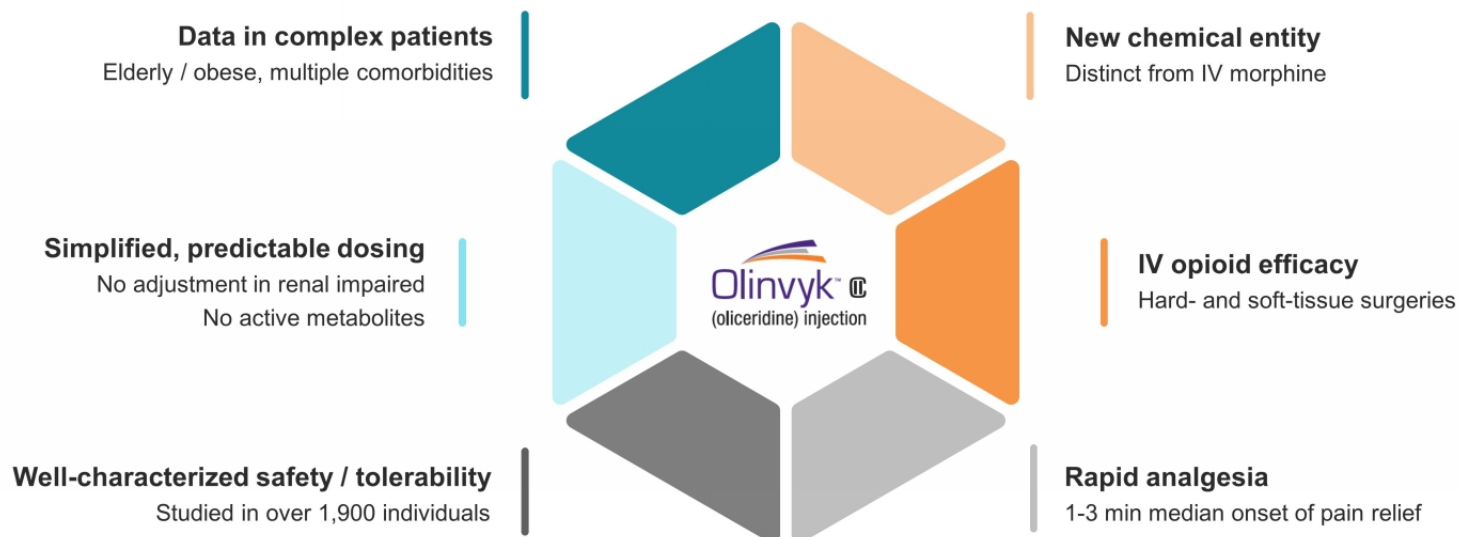 Data in complex patients
Elderly / obese, multiple comorbidities
New chemical entity
Distinct from IV morphine
Simplified, predictable dosing
No adjustment in renal impaired
No active metabolites
Olinvyk™ CII
(oliceridine) injection
IV opioid efficacy
Hard- and soft-tissue surgeries
Well-characterized safety / tolerability
Studied in over 1,900 individuals
Rapid analgesia
1-3 min median onset of pain relief